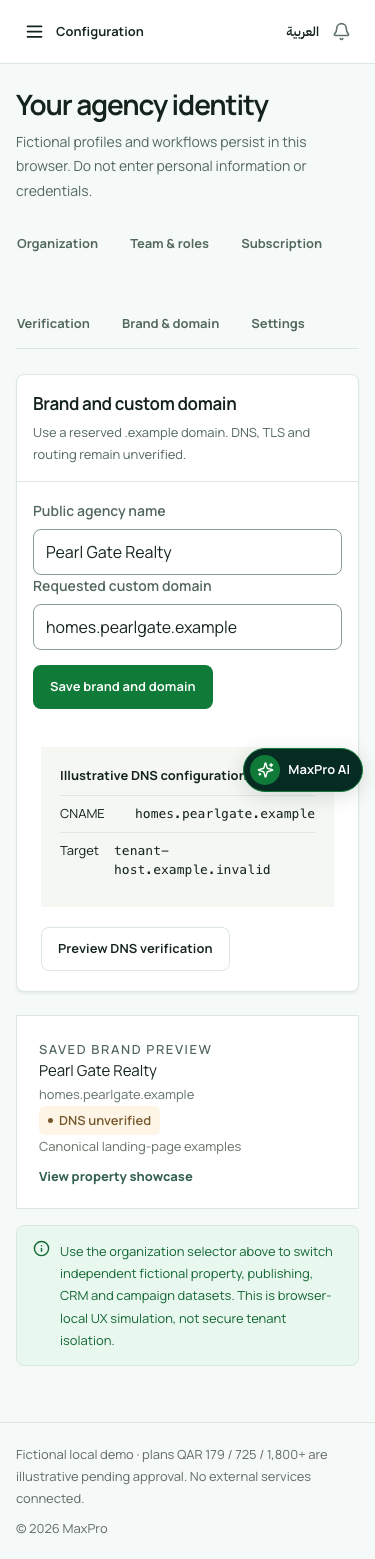 Configuration
العربية
Your agency identity
Fictional profiles and workflows persist in this
browser. Do not enter personal information or
credentials.
Organization Team & roles Subscription
Verification Brand & domain Settings
Brand and custom domain
Use a reserved .example domain. DNS, TLS and
routing remain unverified.
Public agency name
Pearl Gate Realty
Requested custom domain
homes.pearlgate.example
Save brand and domain
Illustrative DNS configuration
MaxPro AI
CNAME homes.pearlgate.example
Target tenant-
host.example.invalid
Preview DNS verification
SAVED BRAND PREVIEW
Pearl Gate Realty
homes.pearlgate.example
DNS unverified
Canonical landing-page examples
View property showcase
Use the organization selector above to switch
independent fictional property, publishing,
CRM and campaign datasets. This is browser-
local UX simulation, not secure tenant
isolation.
Fictional local demo · plans QAR 179 / 725 / 1,800+ are
illustrative pending approval. No external services
connected.
© 2026 MaxPro